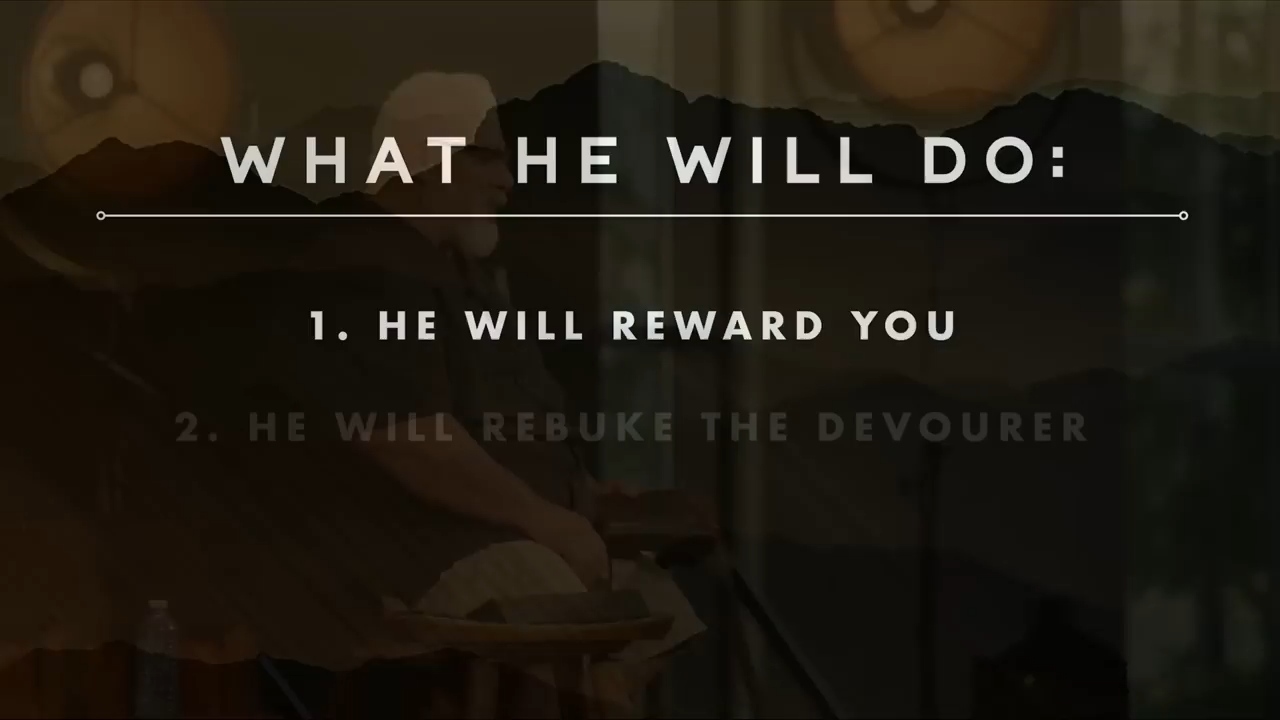 WHAT HE WILL DO:
1. HE WILL REWARD YOU
2. HE WILL REBUKE THE DEVOURER